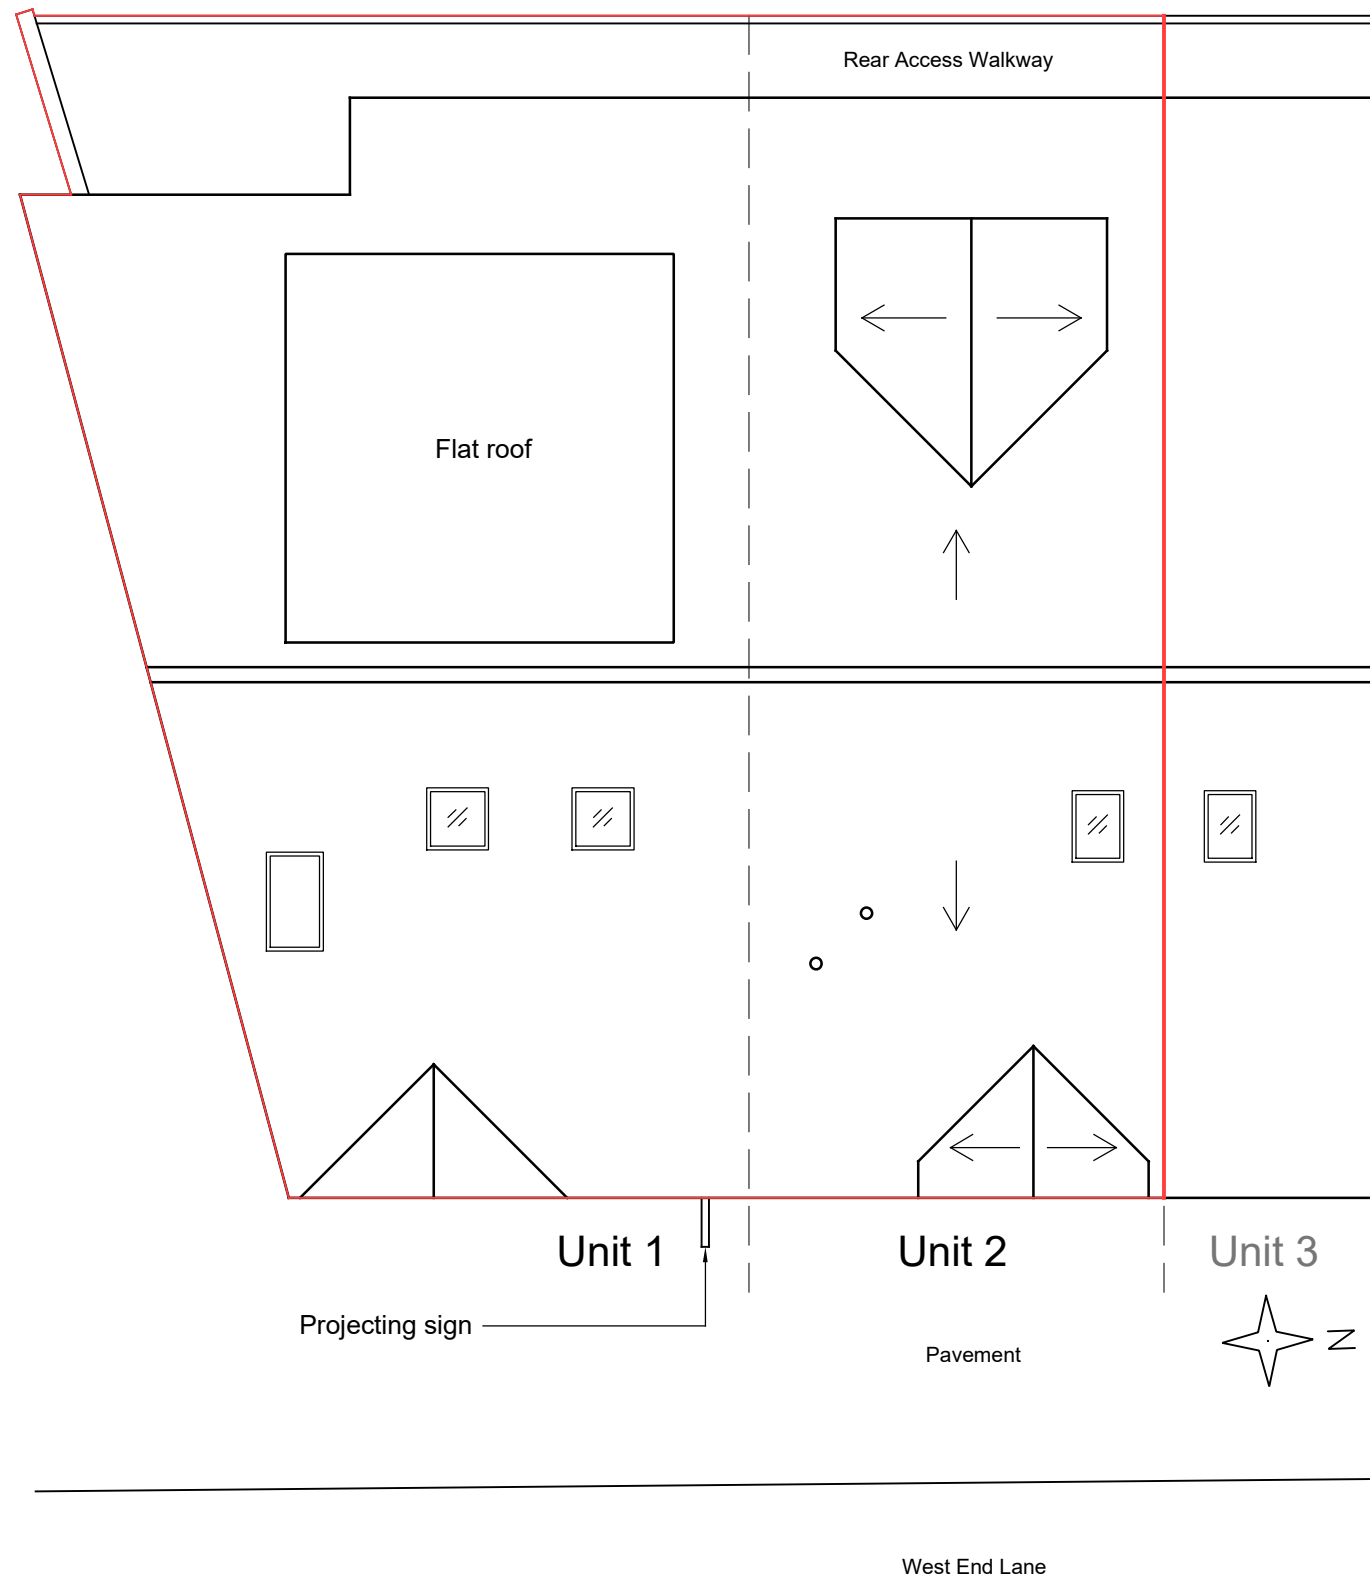 Rear Access Walkway
Flat roof
Unit 1
Unit 2
Unit 3
Projecting sign
Pavement
N
West End Lane